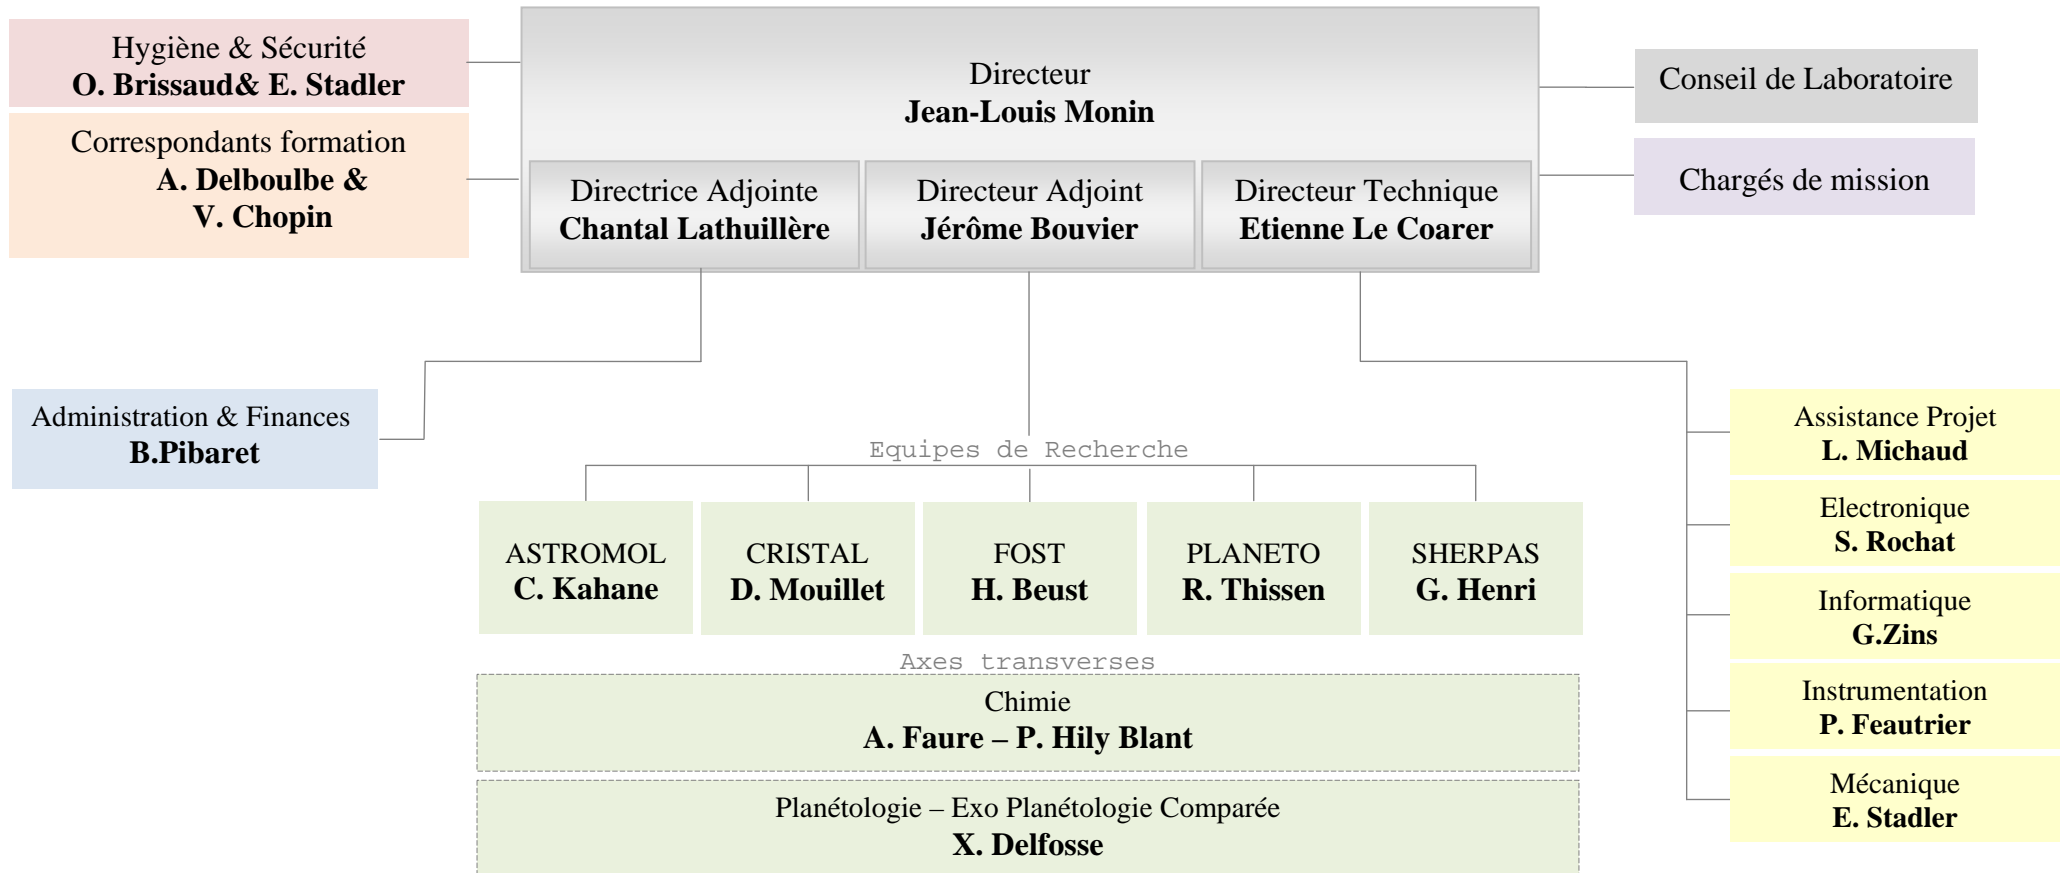 Hygiène & Sécurité
O. Brissaud& E. Stadler
Correspondants formation
A. Delboulbe &
V. Chopin
Directeur
Jean-Louis Monin
Directrice Adjointe
Chantal Lathuillère
Directeur Adjoint
Jérôme Bouvier
Directeur Technique
Etienne Le Coarer
Conseil de Laboratoire
Chargés de mission
Administration & Finances
B.Pibaret
Equipes de Recherche
ASTROMOL
C. Kahane
CRISTAL
D. Mouillet
FOST
H. Beust
PLANETO
R. Thissen
SHERPAS
G. Henri
Axes transverses
Chimie
A. Faure – P. Hily Blant
Planétologie – Exo Planétologie Comparée
X. Delfosse
Assistance Projet
L. Michaud
Electronique
S. Rochat
Informatique
G.Zins
Instrumentation
P. Feautrier
Mécanique
E. Stadler